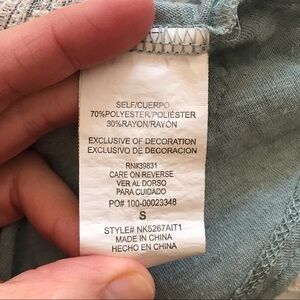 SELF/CUERPO
70%POLYESTER/POLIÉSTER
30%RAYON/RAYÓN
EXCLUSIVE OF DECORATION
EXCLUSIVO DE DECORACION
RN#39831
CARE ON REVERSE
VER AL DORSO
PARA CUIDADO
PO# 100-00023348
S
STYLE# NK5267AIT1
MADE IN CHINA
HECHO EN CHINA